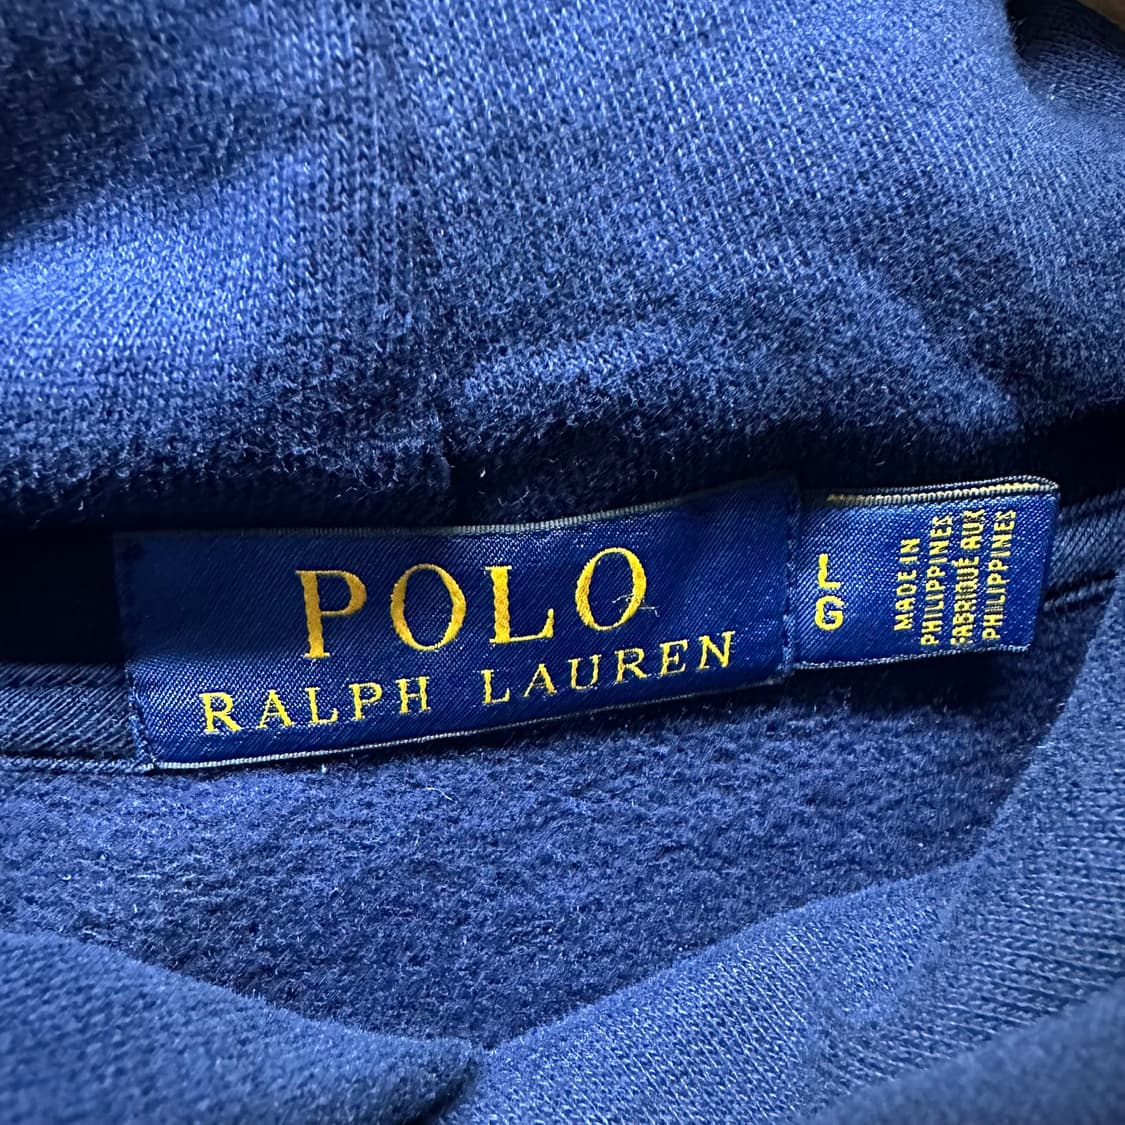 POLO
RALPH LAUREN
L
G
MADE IN
PHILIPPINES
FABRIQUÉ AUX
PHILIPPINES